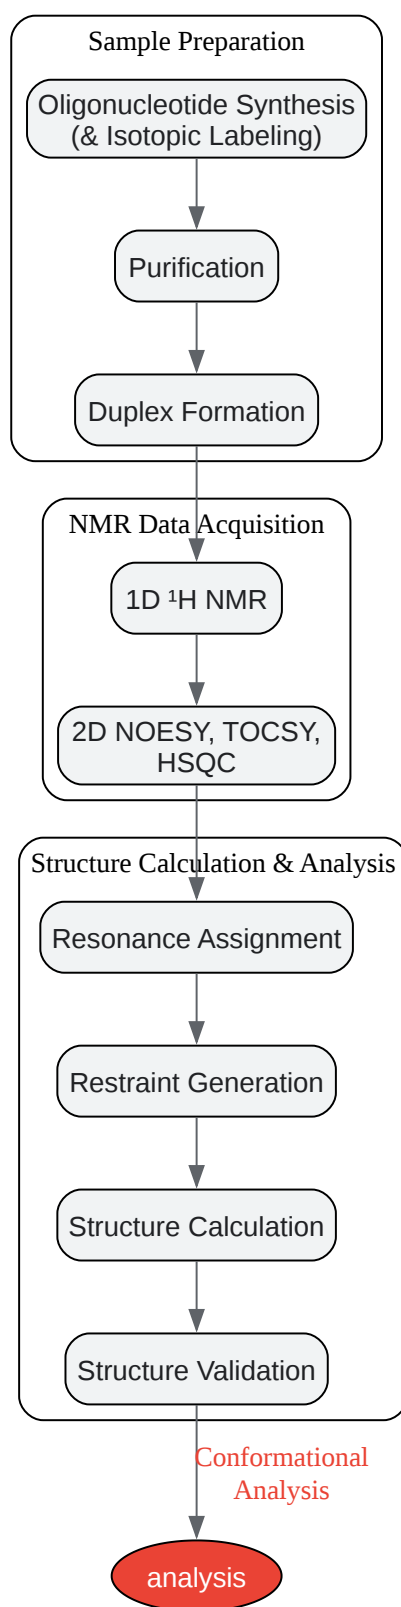 Sample Preparation
Oligonucleotide Synthesis
(& Isotopic Labeling)
Purification
Duplex Formation
NMR Data Acquisition
1D ¹H NMR
2D NOESY, TOCSY,
HSQC
Structure Calculation & Analysis
Resonance Assignment
Restraint Generation
Structure Calculation
Structure Validation
Conformational
Analysis
analysis